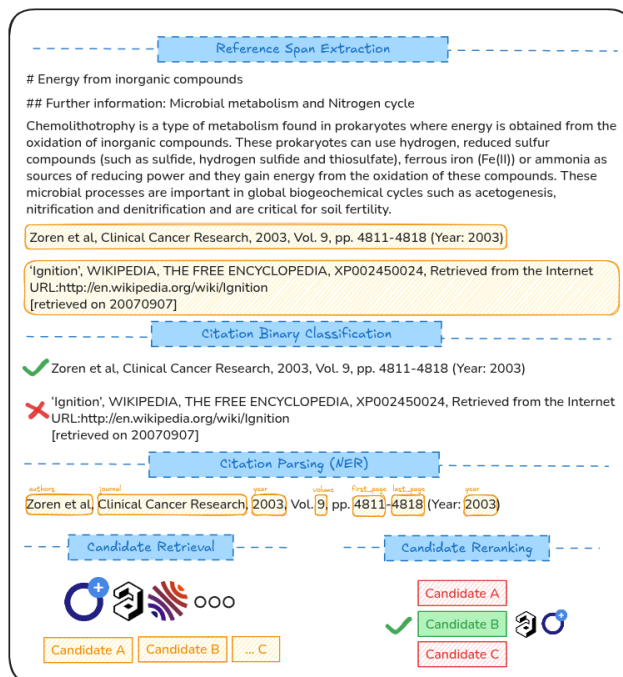 Reference Span Extraction
# Energy from inorganic compounds
## Further information: Microbial metabolism and Nitrogen cycle
Chemolithotrophy is a type of metabolism found in prokaryotes where energy is obtained from the
oxidation of inorganic compounds. These prokaryotes can use hydrogen, reduced sulfur
compounds (such as sulfide, hydrogen sulfide and thiosulfate), ferrous iron (Fe(II)) or ammonia as
sources of reducing power and they gain energy from the oxidation of these compounds. These
microbial processes are important in global biogeochemical cycles such as acetogenesis,
nitrification and denitrification and are critical for soil fertility.
Zoren et al, Clinical Cancer Research, 2003, Vol. 9, pp. 4811-4818 (Year: 2003)
'Ignition', WIKIPEDIA, THE FREE ENCYCLOPEDIA, XP002450024, Retrieved from the Internet
URL:http://en.wikipedia.org/wiki/Ignition
[retrieved on 20070907]
Citation Binary Classification
Zoren et al, Clinical Cancer Research, 2003, Vol. 9, pp. 4811-4818 (Year: 2003)
'Ignition', WIKIPEDIA, THE FREE ENCYCLOPEDIA, XP002450024, Retrieved from the Internet
URL:http://en.wikipedia.org/wiki/Ignition
[retrieved on 20070907]
Citation Parsing (NER)
authors journal year volume first_page last_page year
Zoren et al, Clinical Cancer Research, 2003, Vol. 9, pp. 4811-4818 (Year: 2003)
Candidate Retrieval
Candidate A Candidate B ... C
Candidate Reranking
Candidate A
Candidate B
Candidate C